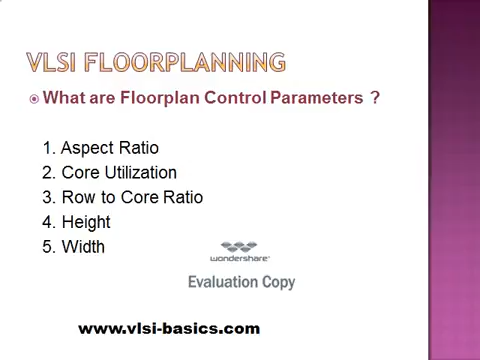 VLSI FLOORPLANNING
What are Floorplan Control Parameters ?
1. Aspect Ratio
2. Core Utilization
3. Row to Core Ratio
4. Height
5. Width
wondershare™
Evaluation Copy
www.vlsi-basics.com